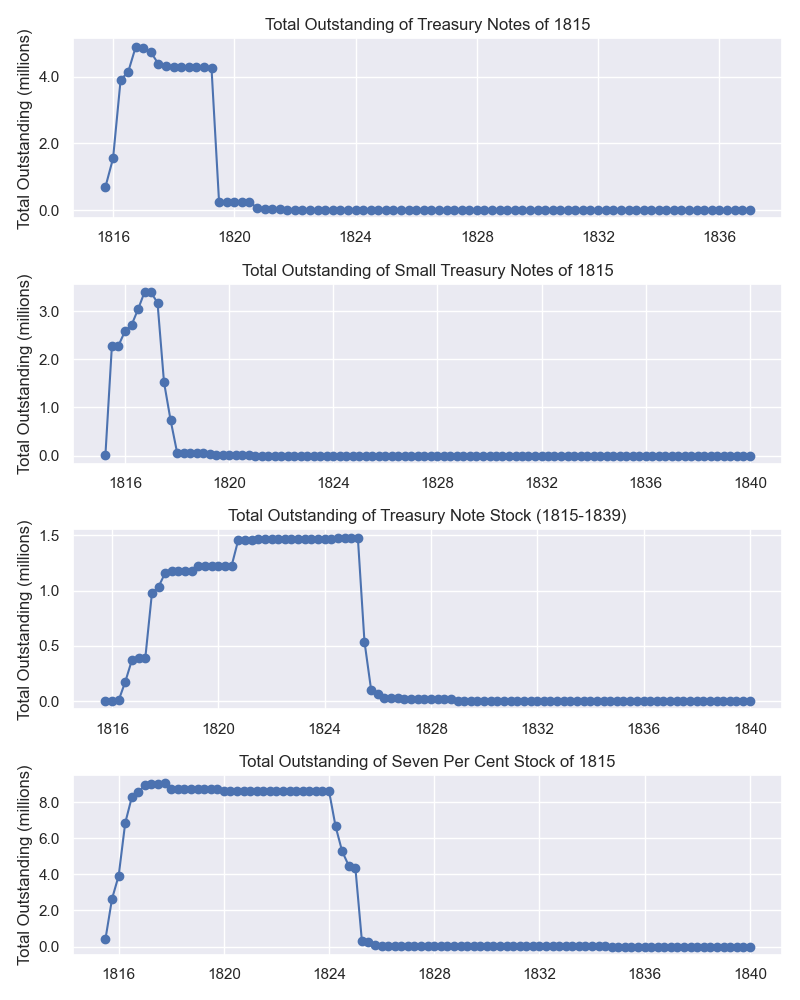 Total Outstanding of Treasury Notes of 1815
Total Outstanding (millions)
4.0
2.0
0.0
1816 1820 1824 1828 1832 1836
Total Outstanding of Small Treasury Notes of 1815
Total Outstanding (millions)
3.0
2.0
1.0
0.0
1816 1820 1824 1828 1832 1836 1840
Total Outstanding of Treasury Note Stock (1815-1839)
Total Outstanding (millions)
1.5
1.0
0.5
0.0
1816 1820 1824 1828 1832 1836 1840
Total Outstanding of Seven Per Cent Stock of 1815
Total Outstanding (millions)
8.0
6.0
4.0
2.0
0.0
1816 1820 1824 1828 1832 1836 1840